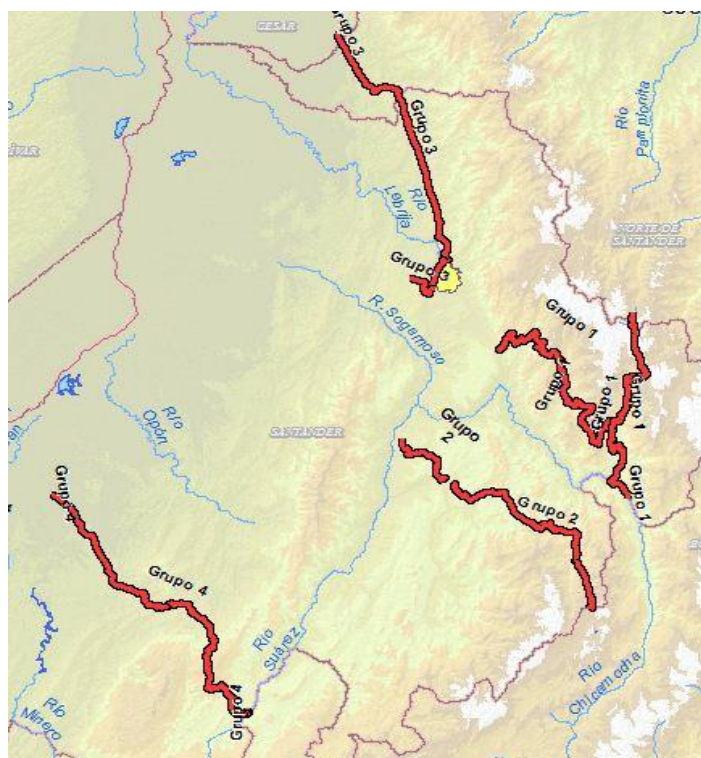 CESAR
Grupo 3
Grupo 3
Río
Pamplonita
ÍVAR
Río
Lebrija
NORTE DE
SANTANDER
Grupo 3
R. Sogamoso
Grupo 1
Grupo 1
Grupo 1
Grupo 1
Río
Opón
SANTANDER
Grupo
2
Grupo 1
Grupo 2
Grupo 4
Río
Suárez
Río
Chicamocha
Grupo 4
Río
Minero